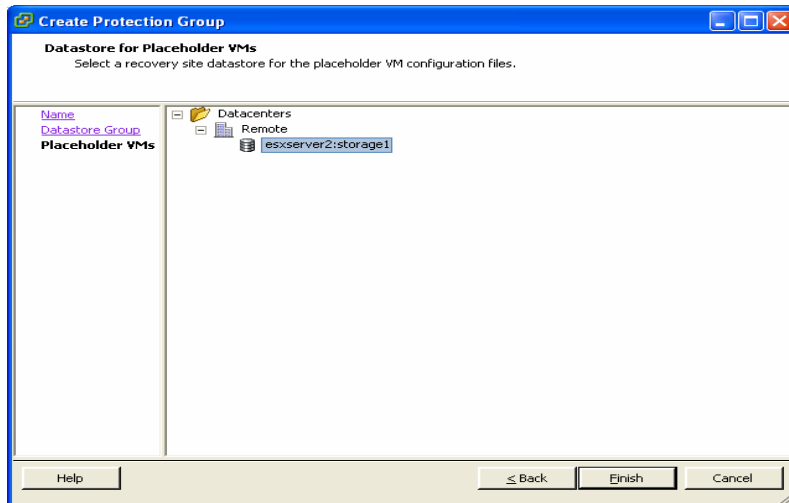 Create Protection Group
Datastore for Placeholder VMs
Select a recovery site datastore for the placeholder VM configuration files.
Name
Datastore Group
Placeholder VMs
Datacenters
Remote
esxserver2:storage1
Help
< Back
Finish
Cancel